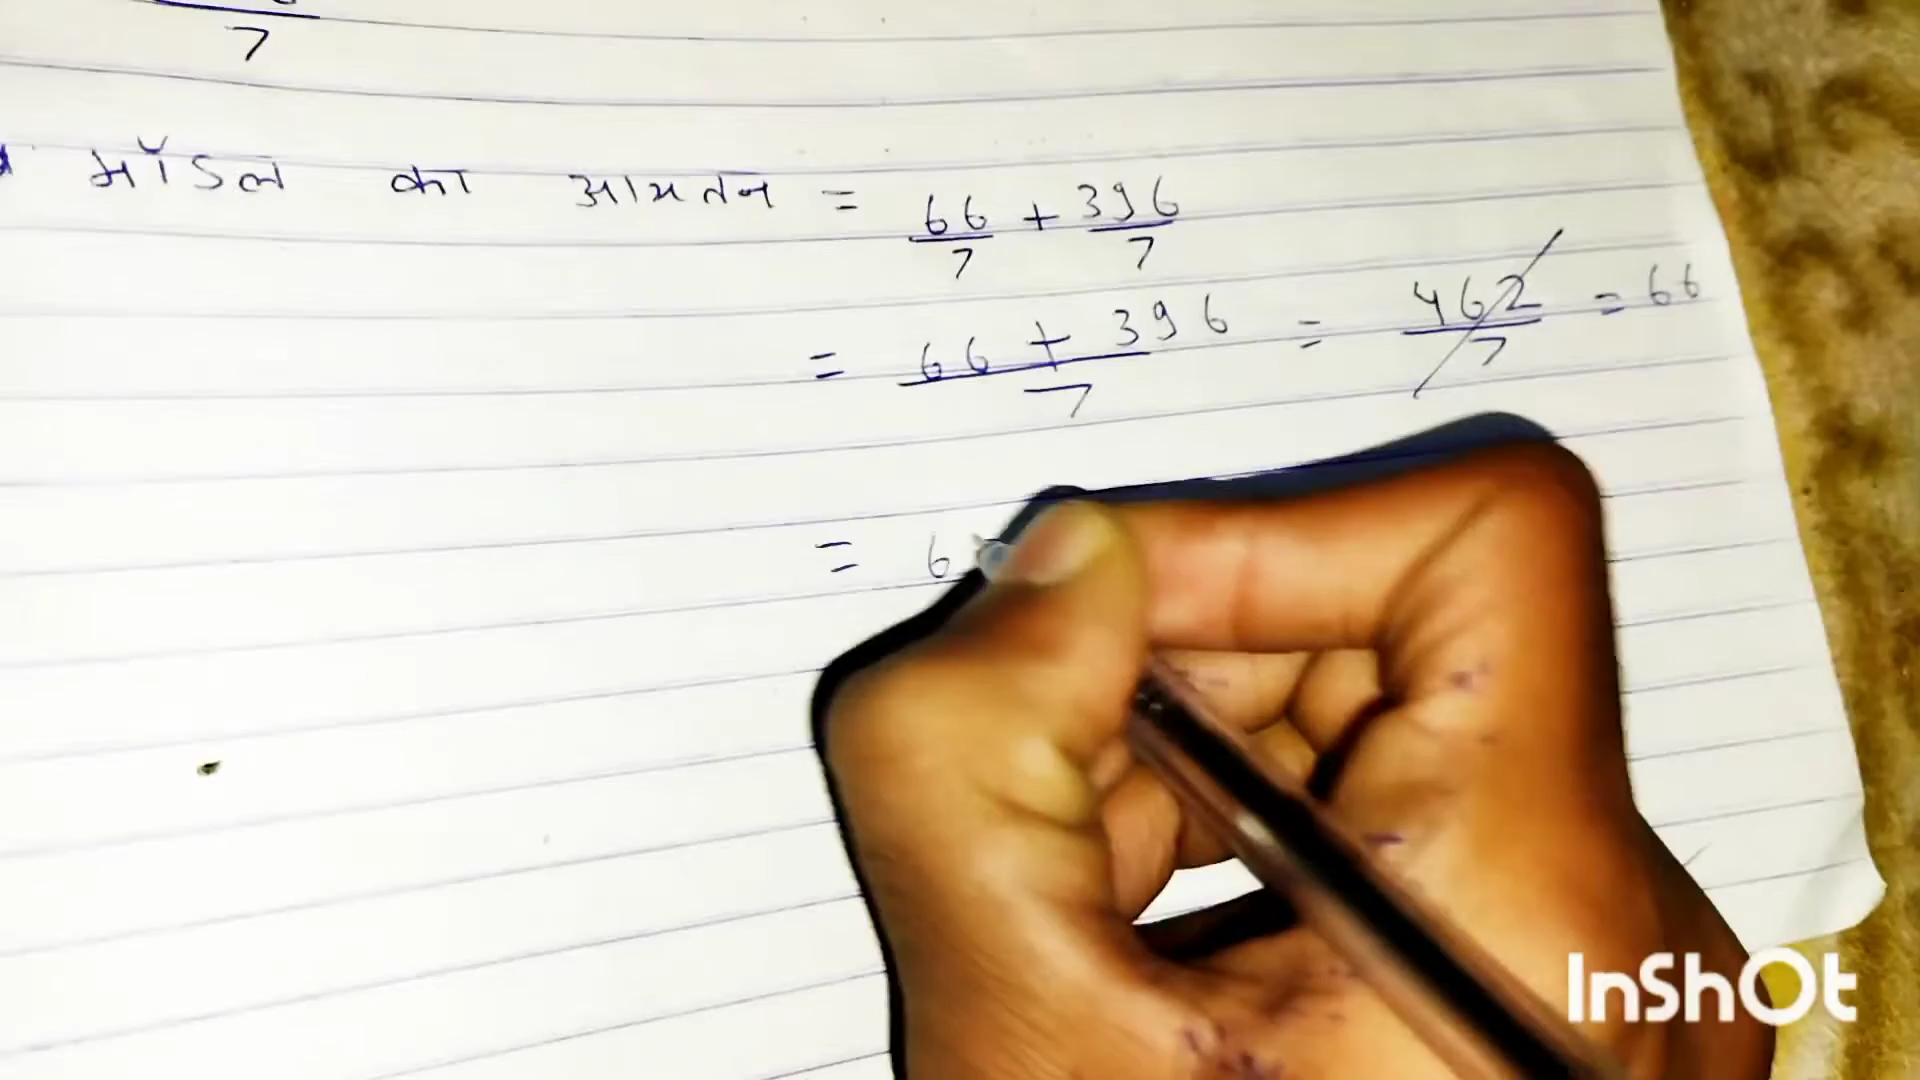 7
मॉडल का आयतन = 66/7 + 396/7
= 66 + 396/7 = 462/7 = 66
= 6
InShOt